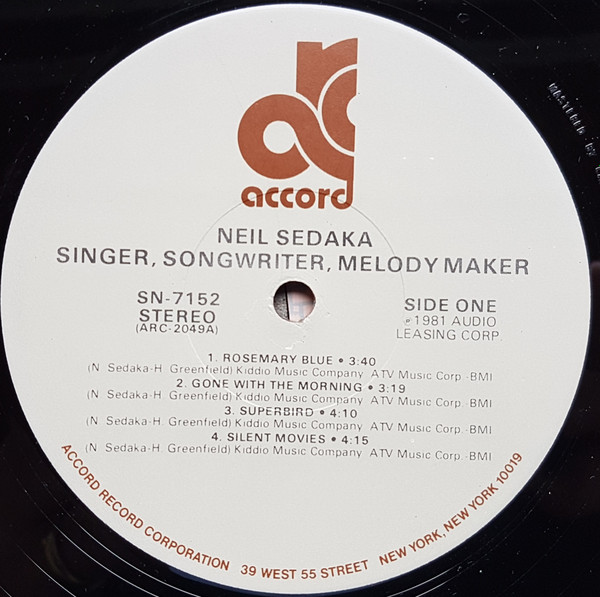 accord
NEIL SEDAKA
SINGER, SONGWRITER, MELODY MAKER
SN-7152
STEREO
(ARC-2049A)
SIDE ONE
℗1981 AUDIO
LEASING CORP.
1. ROSEMARY BLUE • 3:40
(N. Sedaka-H. Greenfield) Kiddio Music Company ATV Music Corp.-BMI
2. GONE WITH THE MORNING • 3:19
(N. Sedaka-H. Greenfield) Kiddio Music Company ATV Music Corp.-BMI
3. SUPERBIRD • 4:10
(N. Sedaka-H. Greenfield) Kiddio Music Company ATV Music Corp.-BMI
4. SILENT MOVIES • 4:15
(N. Sedaka-H. Greenfield) Kiddio Music Company ATV Music Corp.-BMI
ACCORD RECORD CORPORATION 39 WEST 55 STREET NEW YORK, NEW YORK 10019
MASTERED BY